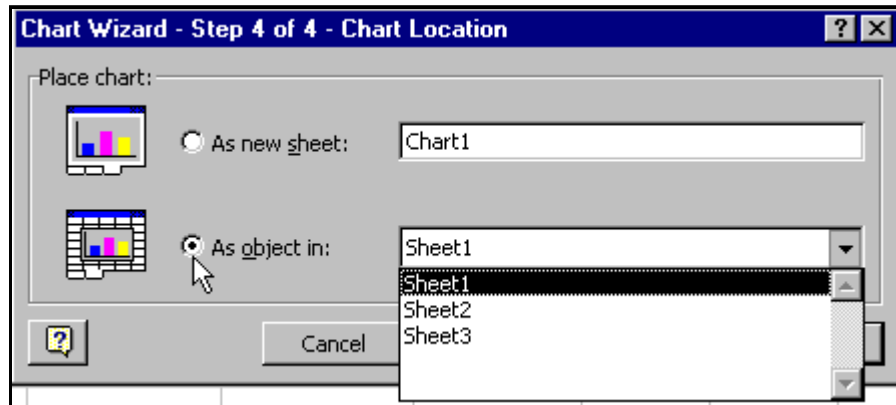 Chart Wizard - Step 4 of 4 - Chart Location
Place chart:
As new sheet: Chart1
As object in: Sheet1
Sheet1
Sheet2
Sheet3
Cancel